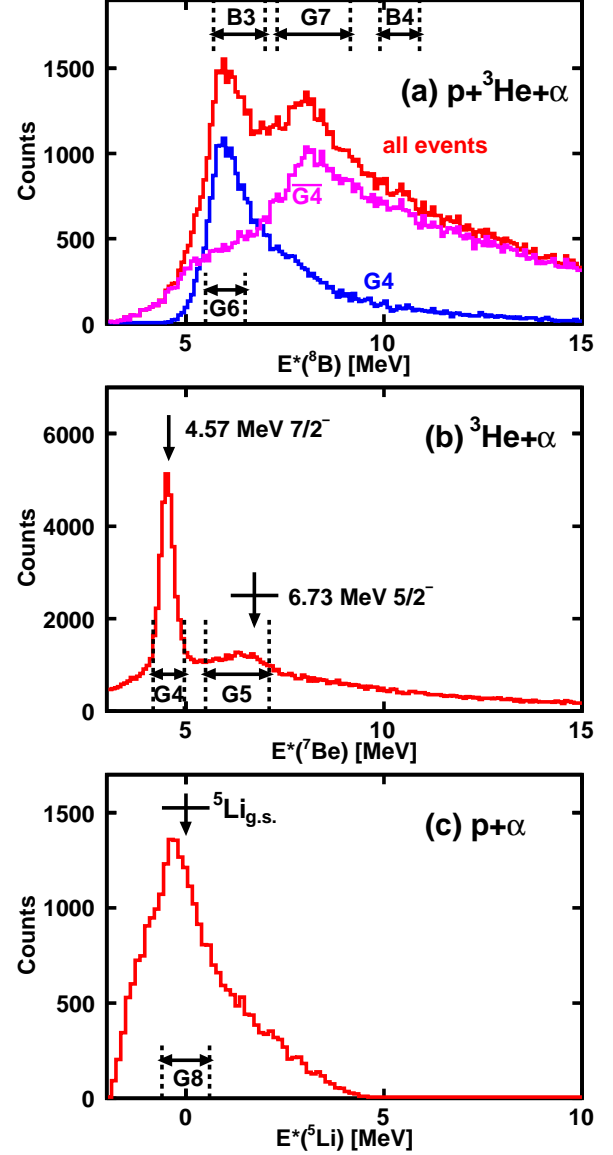 B3 G7 B4
1500
(a) p+³He+α
all events
1000
G4
500
G4
G6
0
5 10 15
Counts
E*(⁸B) [MeV]
4.57 MeV 7/2⁻
(b) ³He+α
6000
4000
6.73 MeV 5/2⁻
2000
G4 G5
0
5 10 15
Counts
E*(⁷Be) [MeV]
⁵Li g.s.
(c) p+α
1500
1000
500
G8
0
0 5 10
Counts
E*(⁵Li) [MeV]